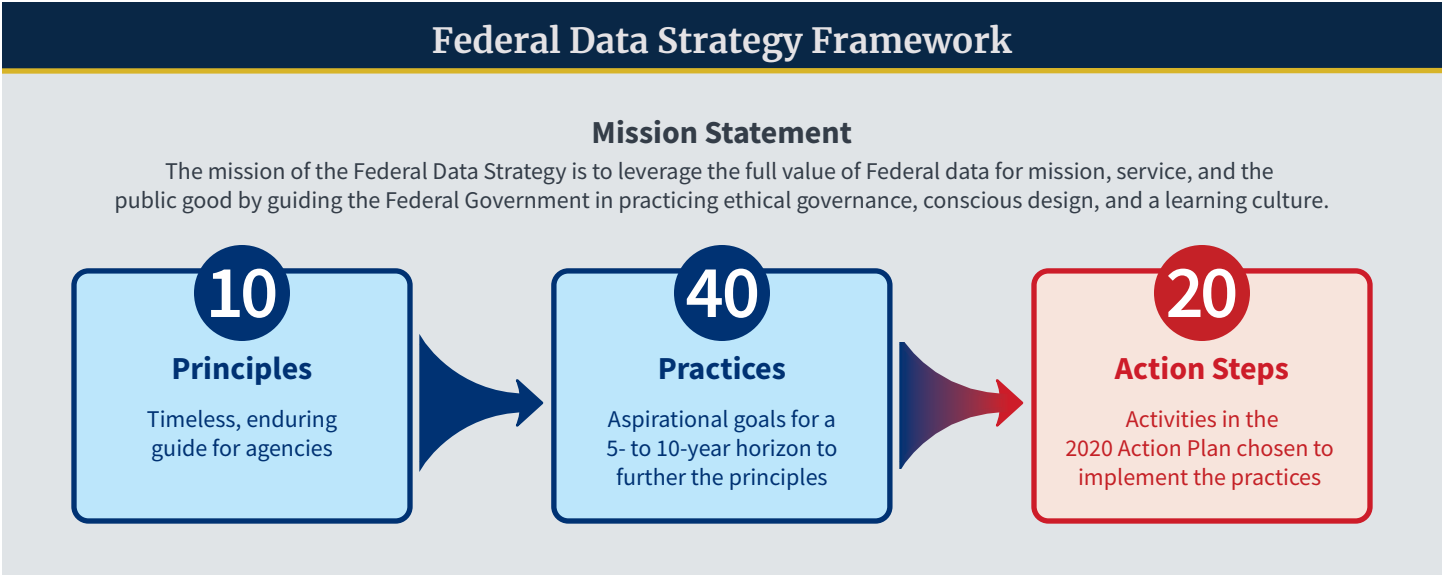 Federal Data Strategy Framework
Mission Statement
The mission of the Federal Data Strategy is to leverage the full value of Federal data for mission, service, and the
public good by guiding the Federal Government in practicing ethical governance, conscious design, and a learning culture.
10
Principles
Timeless, enduring
guide for agencies
40
Practices
Aspirational goals for a
5- to 10-year horizon to
further the principles
20
Action Steps
Activities in the
2020 Action Plan chosen to
implement the practices